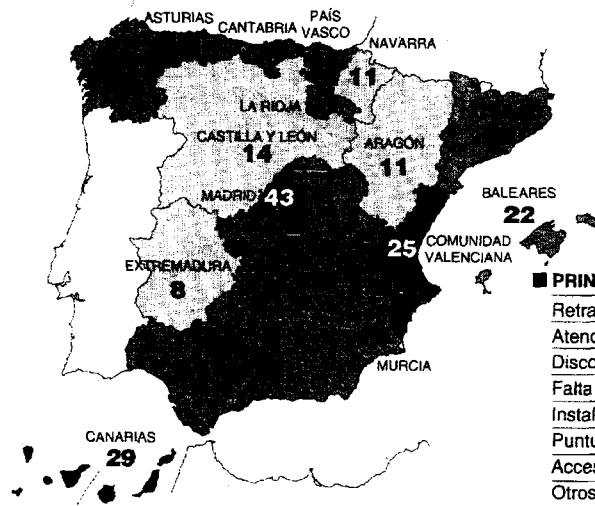 ASTURIAS
CANTABRIA
PAÍS
VASCO
NAVARRA
11
LA RIOJA
CASTILLA Y LEÓN
14
ARAGÓN
11
MADRID
43
BALEARES
22
25
COMUNIDAD
VALENCIANA
EXTREMADURA
8
MURCIA
CANARIAS
29
PRIN
Retra
Atenc
Disco
Falta
Instal
Puntu
Acces
Otros